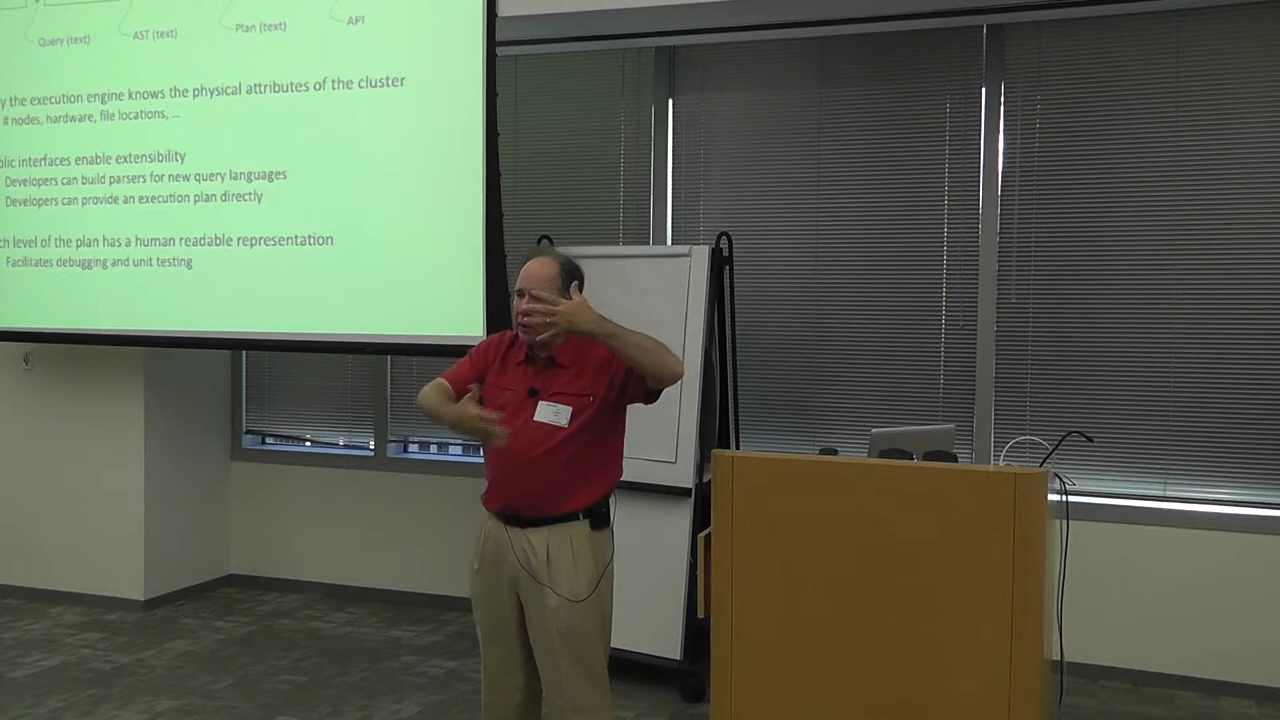 Query (text)
AST (text)
Plan (text)
API
y the execution engine knows the physical attributes of the cluster
# nodes, hardware, file locations, ...
blic interfaces enable extensibility
Developers can build parsers for new query languages
Developers can provide an execution plan directly
ch level of the plan has a human readable representation
Facilitates debugging and unit testing